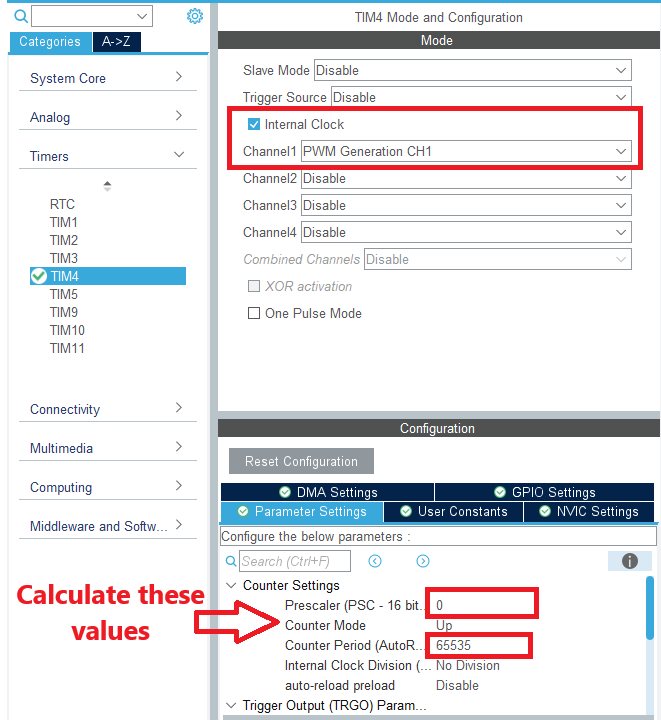 TIM4 Mode and Configuration
Categories
A->Z
System Core
Analog
Timers
RTC
TIM1
TIM2
TIM3
TIM4
TIM5
TIM9
TIM10
TIM11
Connectivity
Multimedia
Computing
Middleware and Softw...
Mode
Slave Mode Disable
Trigger Source Disable
Internal Clock
Channel1 PWM Generation CH1
Channel2 Disable
Channel3 Disable
Channel4 Disable
Combined Channels Disable
XOR activation
One Pulse Mode
Configuration
Reset Configuration
DMA Settings
GPIO Settings
Parameter Settings
User Constants
NVIC Settings
Configure the below parameters :
Search (Ctrl+F)
Counter Settings
Prescaler (PSC - 16 bit... 0
Counter Mode Up
Counter Period (AutoR... 65535
Internal Clock Division (... No Division
auto-reload preload Disable
Trigger Output (TRGO) Param...
Calculate these
values